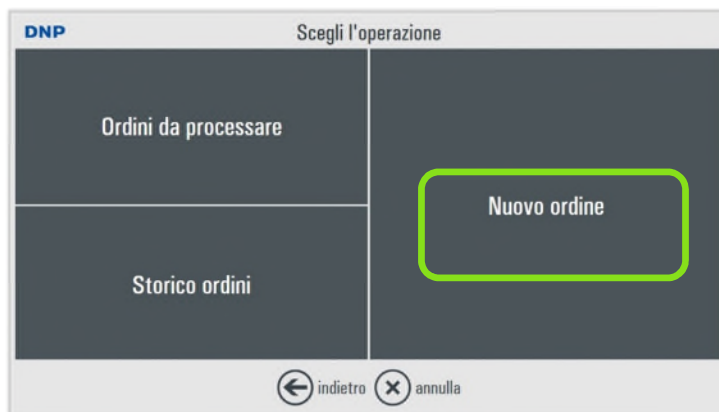 DNP
Scegli l'operazione
Ordini da processare
Nuovo ordine
Storico ordini
indietro
annulla